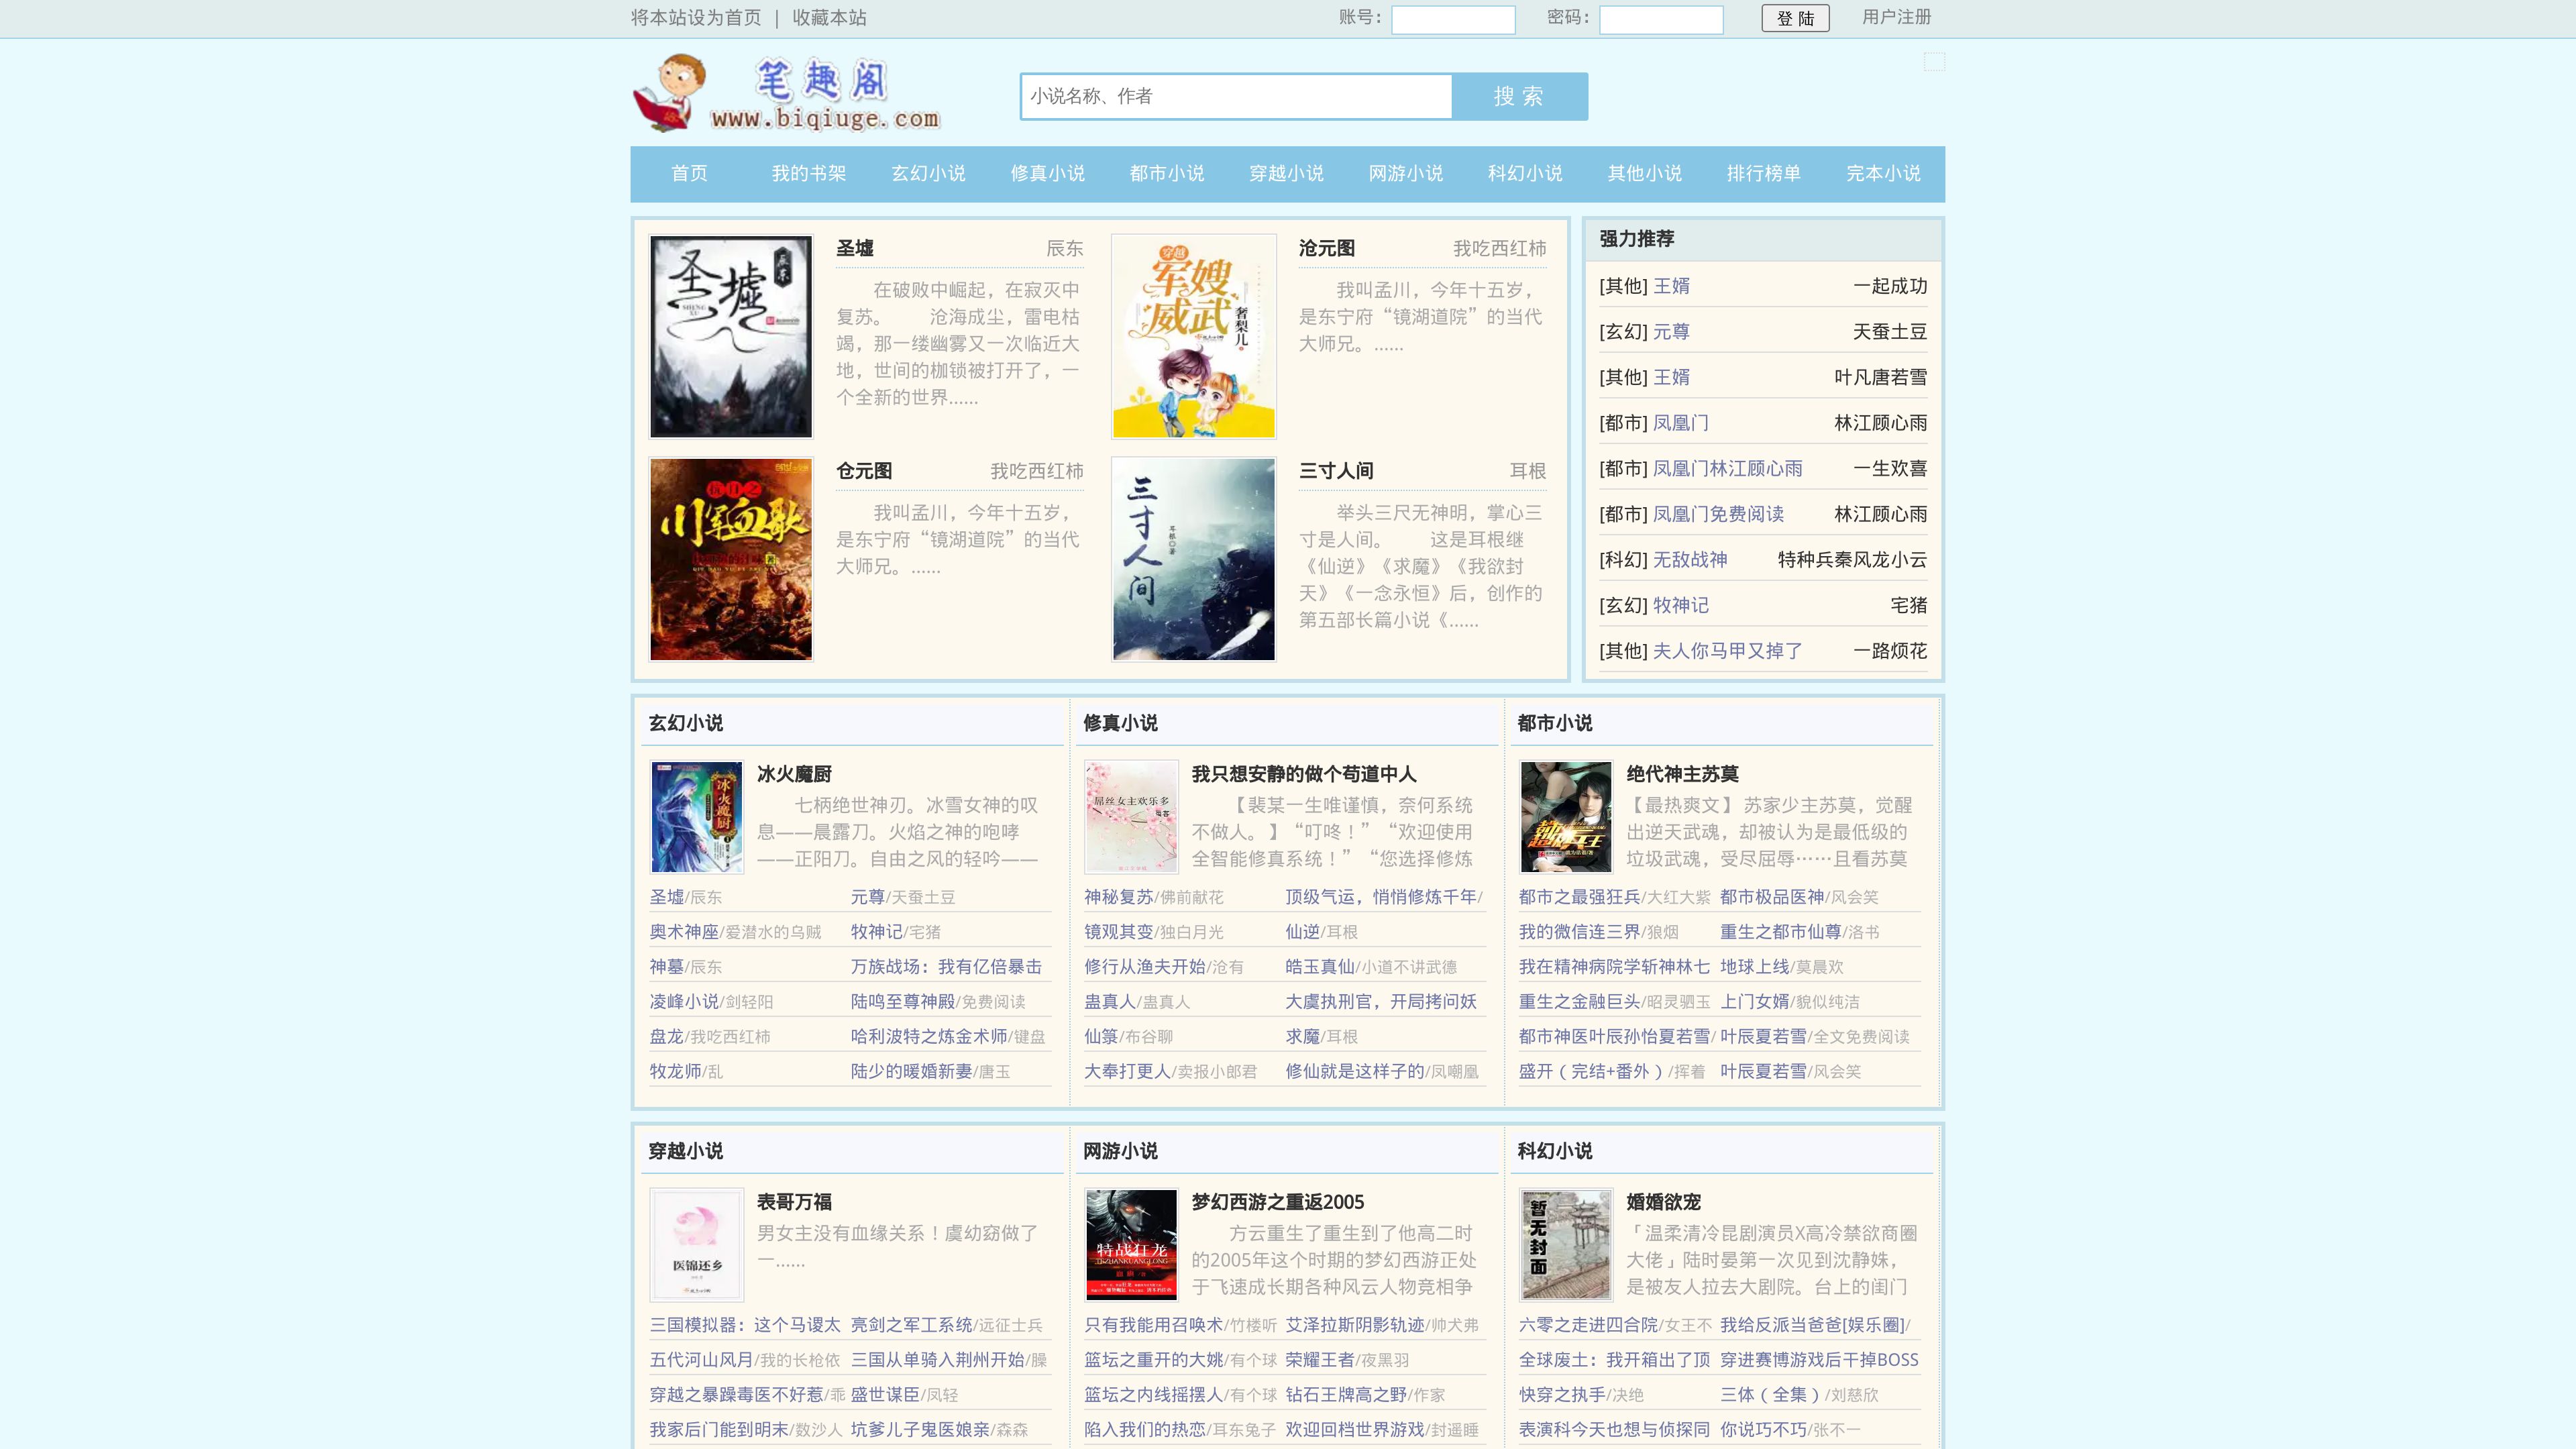 将本站设为首页 | 收藏本站
账号： 密码： 登 陆 用户注册
笔趣阁
www.biqiuge.com
小说名称、作者 搜 索
首页 我的书架 玄幻小说 修真小说 都市小说 穿越小说 网游小说 科幻小说 其他小说 排行榜单 完本小说
圣墟
辰东
圣墟 辰东
在破败中崛起，在寂灭中
复苏。 沧海成尘，雷电枯
竭，那一缕幽雾又一次临近大
地，世间的枷锁被打开了，一
个全新的世界......
穿越
军嫂
威武
奢梨儿
沧元图 我吃西红柿
我叫孟川，今年十五岁，
是东宁府“镜湖道院”的当代
大师兄。......
抗日之
川军血歌
仓元图 我吃西红柿
我叫孟川，今年十五岁，
是东宁府“镜湖道院”的当代
大师兄。......
三寸人间
耳根◎著
三寸人间 耳根
举头三尺无神明，掌心三
寸是人间。 这是耳根继
《仙逆》《求魔》《我欲封
天》《一念永恒》后，创作的
第五部长篇小说《......
强力推荐
[其他] 王婿 一起成功
[玄幻] 元尊 天蚕土豆
[其他] 王婿 叶凡唐若雪
[都市] 凤凰门 林江顾心雨
[都市] 凤凰门林江顾心雨 一生欢喜
[都市] 凤凰门免费阅读 林江顾心雨
[科幻] 无敌战神 特种兵秦风龙小云
[玄幻] 牧神记 宅猪
[其他] 夫人你马甲又掉了 一路烦花
玄幻小说
冰火魔厨
冰火魔厨
七柄绝世神刃。冰雪女神的叹
息——晨露刀。火焰之神的咆哮
——正阳刀。自由之风的轻吟——
圣墟/辰东 元尊/天蚕土豆
奥术神座/爱潜水的乌贼 牧神记/宅猪
神墓/辰东 万族战场：我有亿倍暴击
凌峰小说/剑轻阳 陆鸣至尊神殿/免费阅读
盘龙/我吃西红柿 哈利波特之炼金术师/键盘
牧龙师/乱 陆少的暖婚新妻/唐玉
修真小说
屌丝女主欢乐多
我只想安静的做个苟道中人
【裴某一生唯谨慎，奈何系统
不做人。】“叮咚！”“欢迎使用
全智能修真系统！”“您选择修炼
神秘复苏/佛前献花 顶级气运，悄悄修炼千年/
镜观其变/独白月光 仙逆/耳根
修行从渔夫开始/沧有 皓玉真仙/小道不讲武德
蛊真人/蛊真人 大虞执刑官，开局拷问妖
仙箓/布谷聊 求魔/耳根
大奉打更人/卖报小郎君 修仙就是这样子的/凤嘲凰
都市小说
绝代神主苏莫
【最热爽文】苏家少主苏莫，觉醒
出逆天武魂，却被认为是最低级的
垃圾武魂，受尽屈辱……且看苏莫
都市之最强狂兵/大红大紫 都市极品医神/风会笑
我的微信连三界/狼烟 重生之都市仙尊/洛书
我在精神病院学斩神林七 地球上线/莫晨欢
重生之金融巨头/昭灵驷玉 上门女婿/貌似纯洁
都市神医叶辰孙怡夏若雪/ 叶辰夏若雪/全文免费阅读
盛开（完结+番外）/挥着 叶辰夏若雪/风会笑
穿越小说
医锦还乡
表哥万福
男女主没有血缘关系！虞幼窈做了
一......
三国模拟器：这个马谡太 亮剑之军工系统/远征士兵
五代河山风月/我的长枪依 三国从单骑入荆州开始/臊
穿越之暴躁毒医不好惹/乖 盛世谋臣/凤轻
我家后门能到明末/数沙人 坑爹儿子鬼医娘亲/森森
网游小说
特战狂龙
TEZHANKUANGLONG
梦幻西游之重返2005
方云重生了重生到了他高二时
的2005年这个时期的梦幻西游正处
于飞速成长期各种风云人物竞相争
只有我能用召唤术/竹楼听 艾泽拉斯阴影轨迹/帅犬弗
篮坛之重开的大姚/有个球 荣耀王者/夜黑羽
篮坛之内线摇摆人/有个球 钻石王牌高之野/作家
陷入我们的热恋/耳东兔子 欢迎回档世界游戏/封遥睡
科幻小说
暂无封面
婚婚欲宠
「温柔清冷昆剧演员X高冷禁欲商圈
大佬」陆时晏第一次见到沈静姝，
是被友人拉去大剧院。台上的闺门
六零之走进四合院/女王不 我给反派当爸爸[娱乐圈]/
全球废土：我开箱出了顶 穿进赛博游戏后干掉BOSS
快穿之执手/决绝 三体（全集）/刘慈欣
表演科今天也想与侦探同 你说巧不巧/张不一